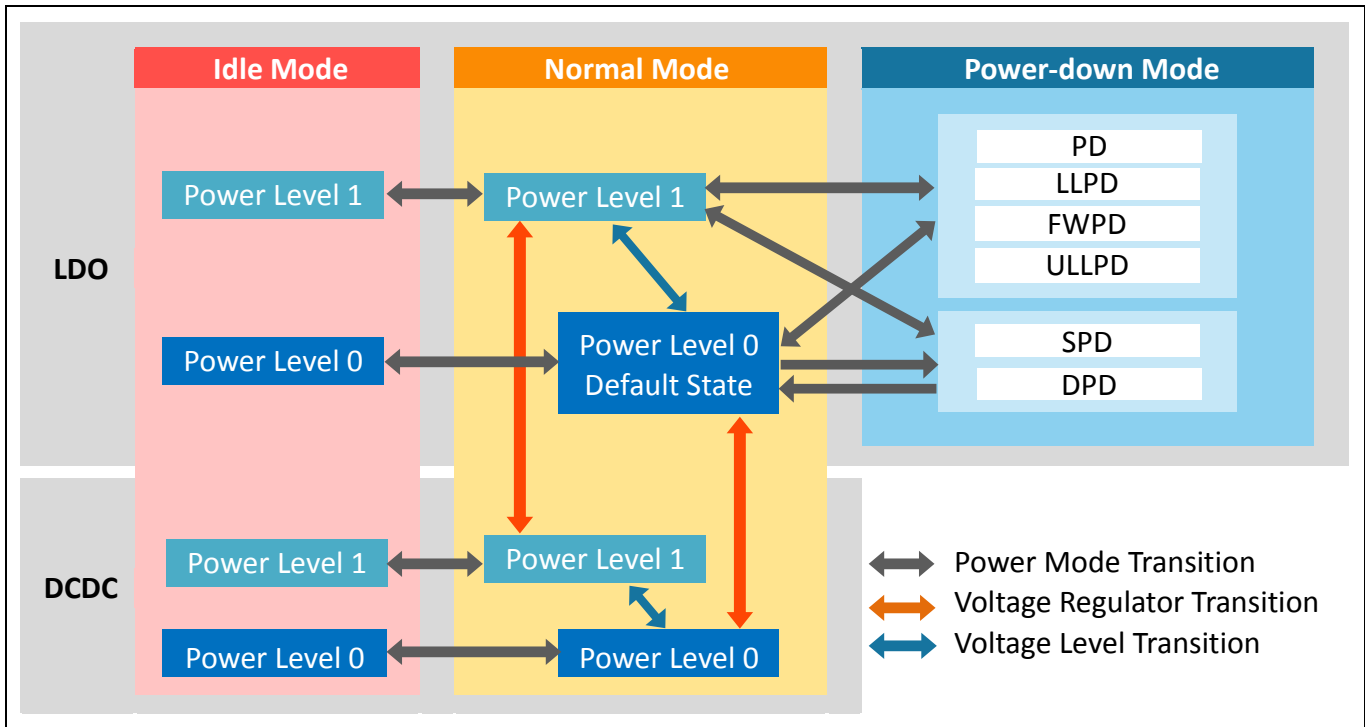 Idle Mode
Normal Mode
Power-down Mode
LDO
Power Level 1
Power Level 1
PD
LLPD
FWPD
ULLPD
Power Level 0
Power Level 0
Default State
SPD
DPD
DCDC
Power Level 1
Power Level 1
Power Level 0
Power Level 0
Power Mode Transition
Voltage Regulator Transition
Voltage Level Transition